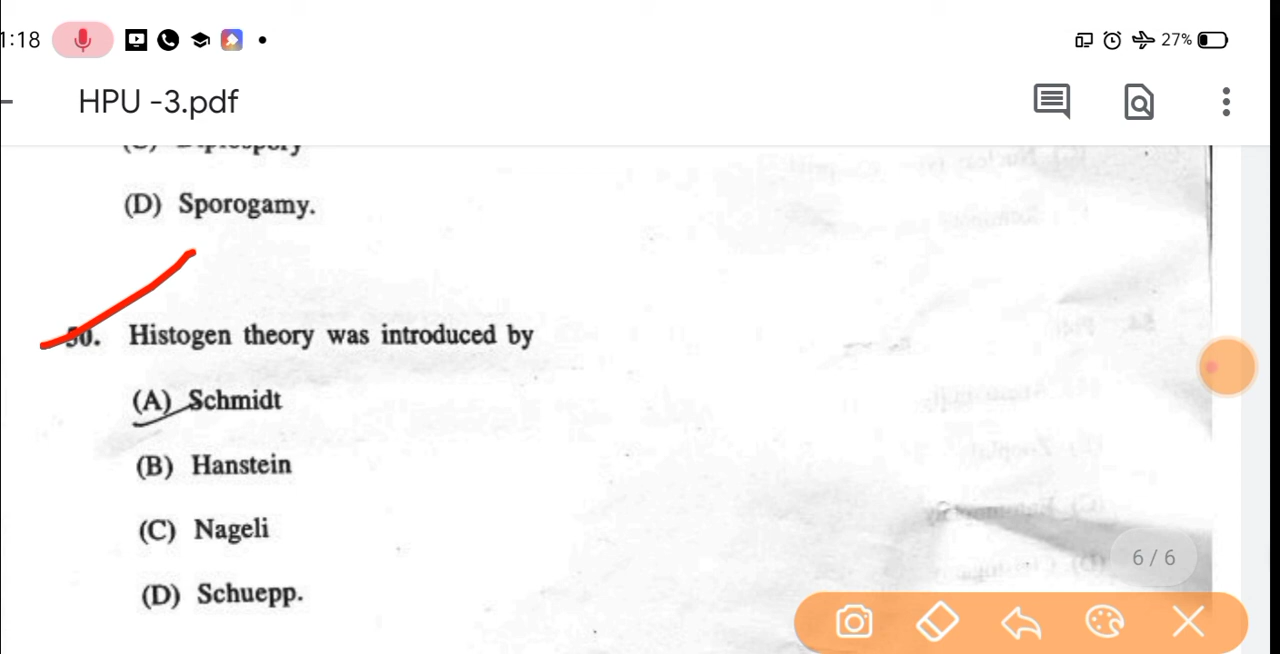 1:18
27%
HPU -3.pdf
(D) Sporogamy.
50. Histogen theory was introduced by
(A) Schmidt
(B) Hanstein
(C) Nageli
(D) Schuepp.
6 / 6